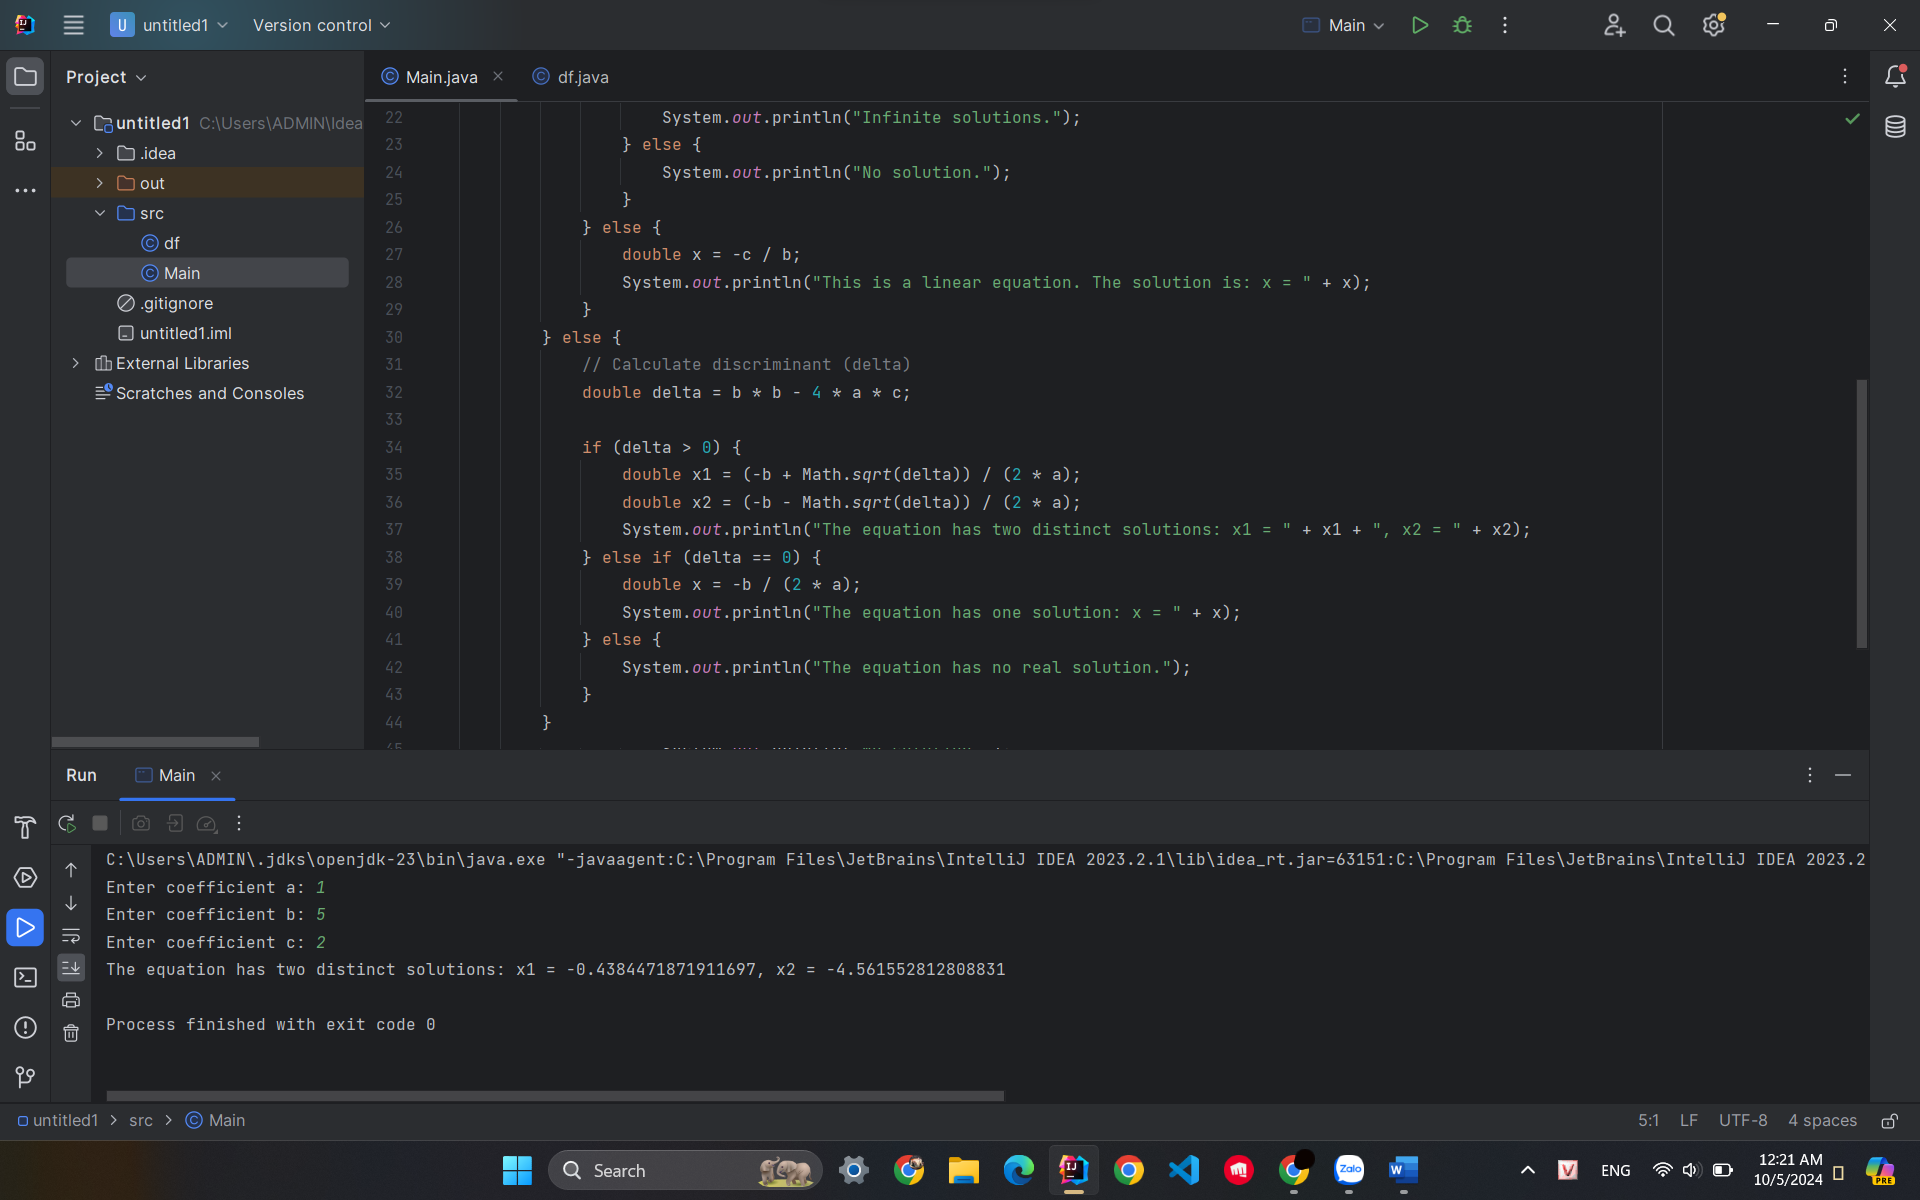 U untitled1 Version control Main
Project
Main.java df.java
untitled1 C:\Users\ADMIN\Idea
.idea
out
src
df
Main
.gitignore
untitled1.iml
External Libraries
Scratches and Consoles
22 System.out.println("Infinite solutions.");
23 } else {
24 System.out.println("No solution.");
25 }
26 } else {
27 double x = -c / b;
28 System.out.println("This is a linear equation. The solution is: x = " + x);
29 }
30 } else {
31 // Calculate discriminant (delta)
32 double delta = b * b - 4 * a * c;
33
34 if (delta > 0) {
35 double x1 = (-b + Math.sqrt(delta)) / (2 * a);
36 double x2 = (-b - Math.sqrt(delta)) / (2 * a);
37 System.out.println("The equation has two distinct solutions: x1 = " + x1 + ", x2 = " + x2);
38 } else if (delta == 0) {
39 double x = -b / (2 * a);
40 System.out.println("The equation has one solution: x = " + x);
41 } else {
42 System.out.println("The equation has no real solution.");
43 }
44 }
45
Run Main
C:\Users\ADMIN\.jdks\openjdk-23\bin\java.exe "-javaagent:C:\Program Files\JetBrains\IntelliJ IDEA 2023.2.1\lib\idea_rt.jar=63151:C:\Program Files\JetBrains\IntelliJ IDEA 2023.2
Enter coefficient a: 1
Enter coefficient b: 5
Enter coefficient c: 2
The equation has two distinct solutions: x1 = -0.4384471871911697, x2 = -4.561552812808831
Process finished with exit code 0
untitled1 > src > Main 5:1 LF UTF-8 4 spaces
Search Zalo ENG 12:21 AM
10/5/2024 PRE